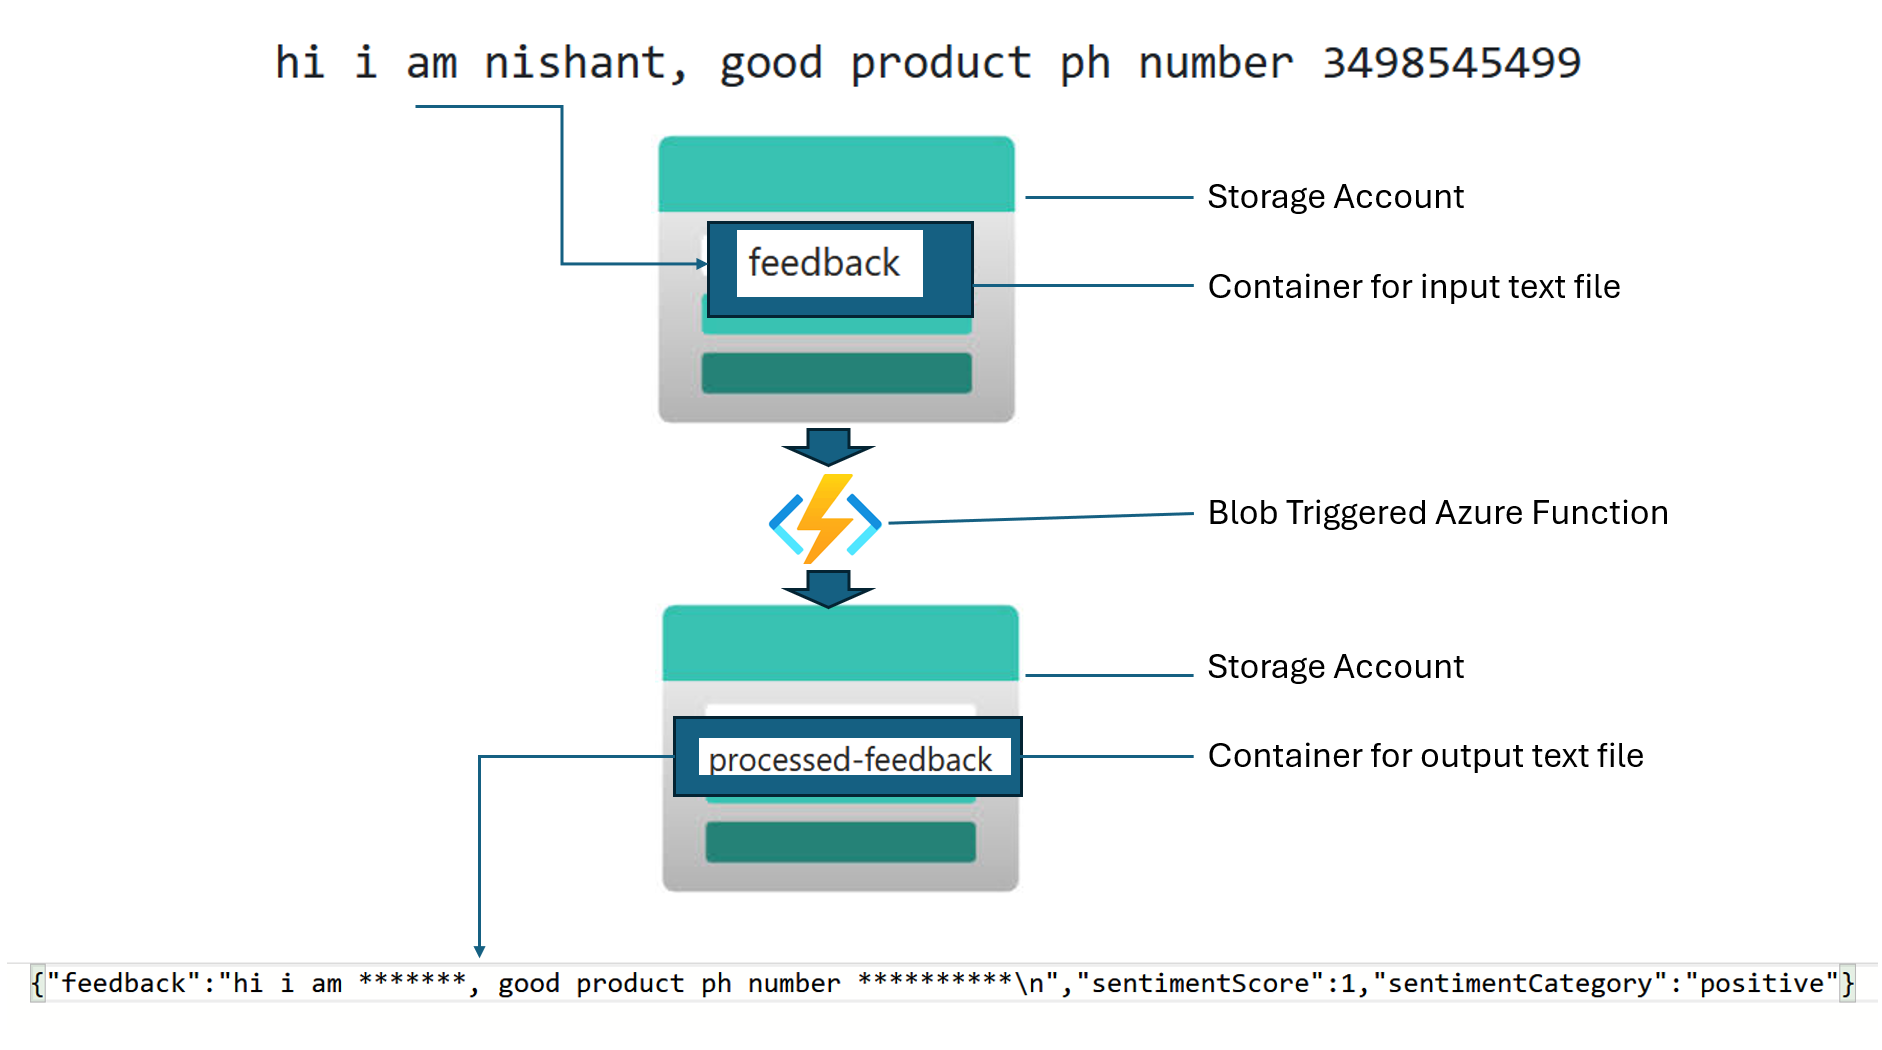 hi i am nishant, good product ph number 3498545499
Storage Account
feedback
Container for input text file
Blob Triggered Azure Function
Storage Account
processed-feedback
Container for output text file
{"feedback":"hi i am *******, good product ph number **********\n","sentimentScore":1,"sentimentCategory":"positive"}